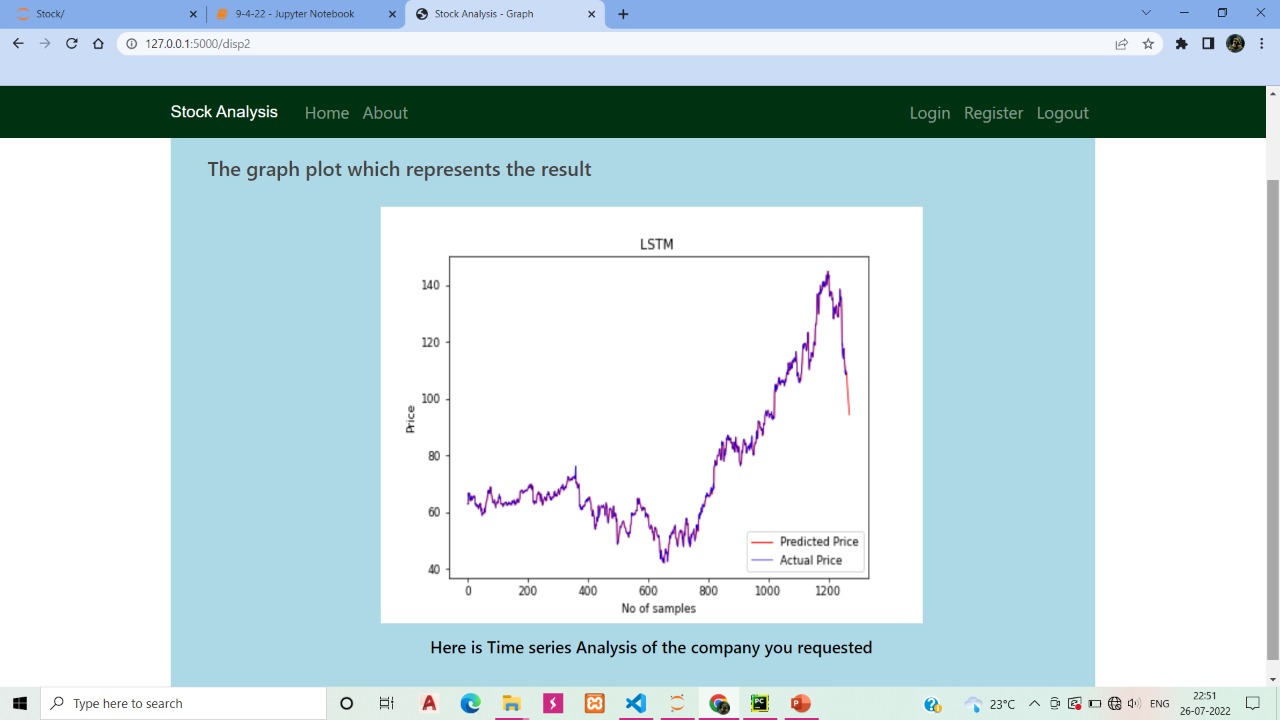 Stock/
9-4-22 - Jupyter Notebook
Stock Analysis - Graph
127.0.0.1:5000/disp2
Stock Analysis Home About Login Register Logout
The graph plot which represents the result
LSTM
140
120
100
80
60
40
Price
Predicted Price
Actual Price
0 200 400 600 800 1000 1200
No of samples
Here is Time series Analysis of the company you requested
Type here to search
23°C
ENG
22:51
26-07-2022